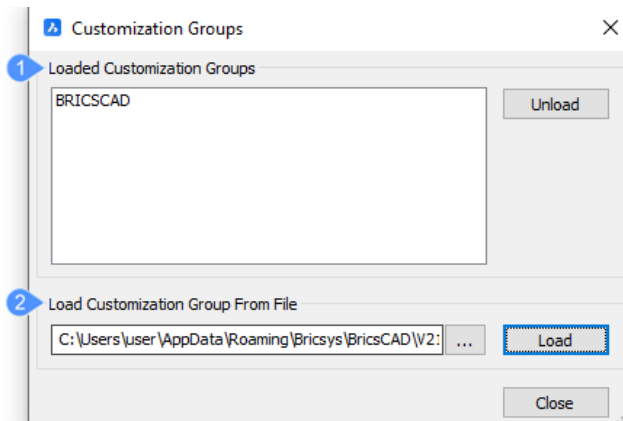 Customization Groups
1 Loaded Customization Groups
BRICSCAD
Unload
2 Load Customization Group From File
C:\Users\user\AppData\Roaming\Bricsys\BricsCAD\V21 ... Load
Close